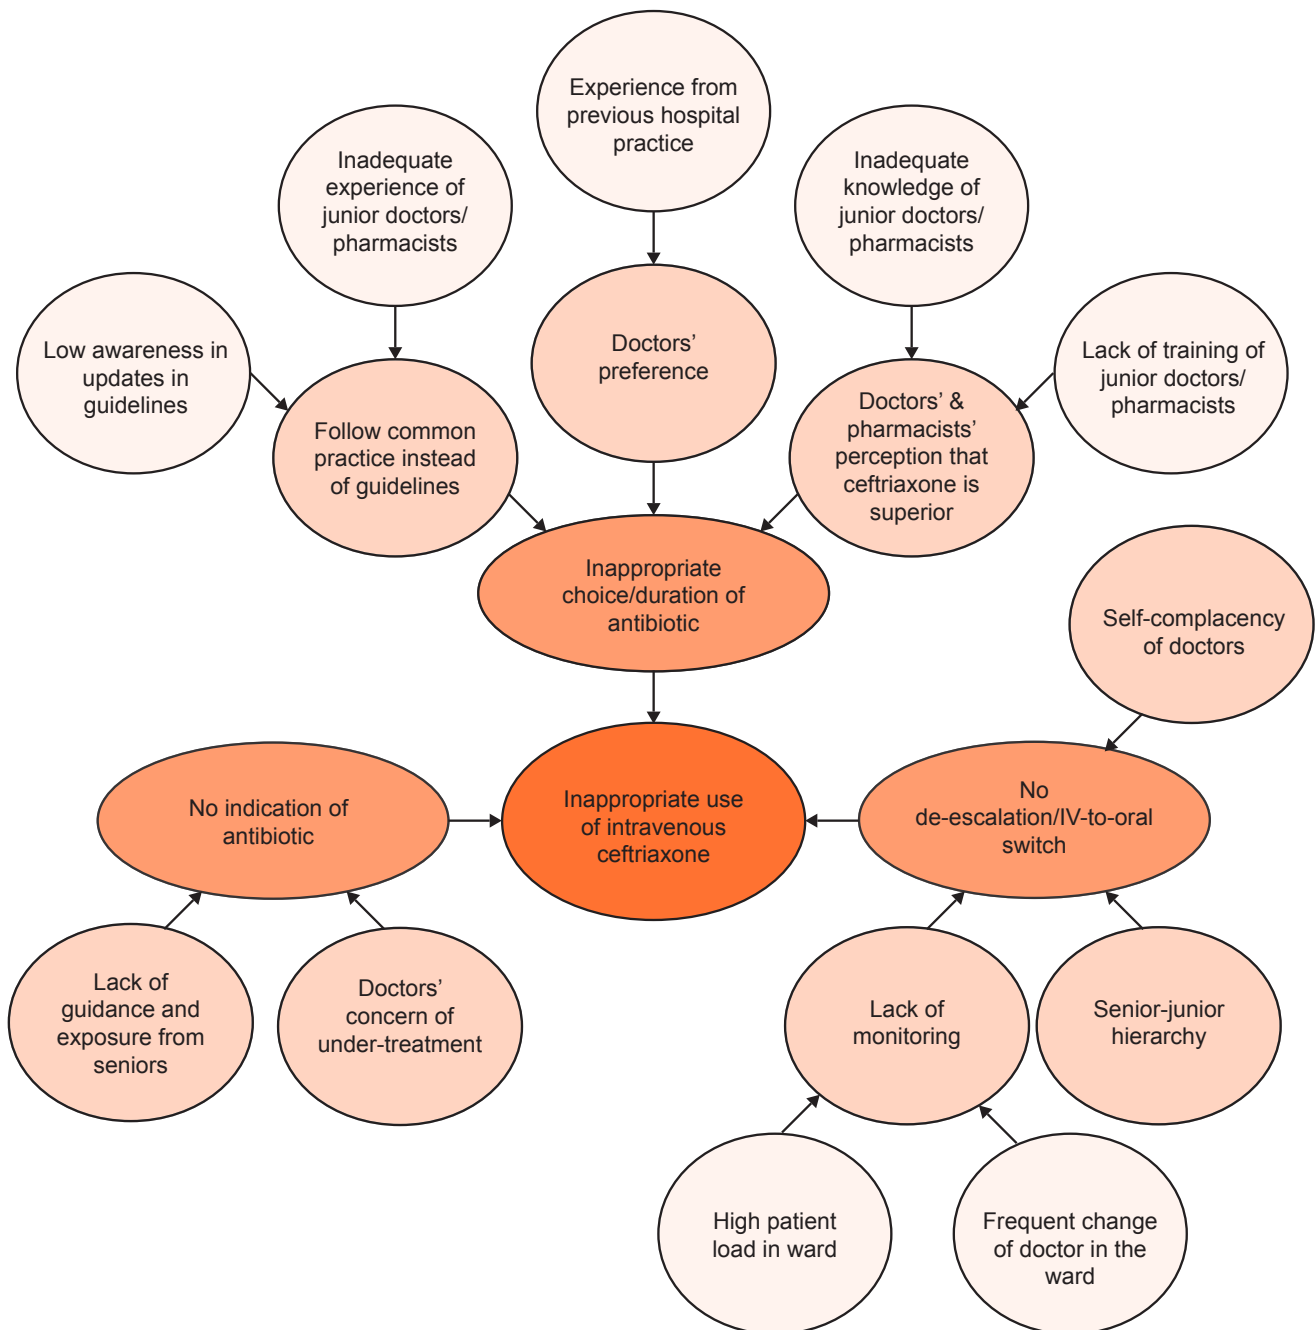 Experience from
previous hospital
practice
Inadequate
experience of
junior doctors/
pharmacists
Inadequate
knowledge of
junior doctors/
pharmacists
Low awareness in
updates in
guidelines
Doctors’
preference
Lack of training of
junior doctors/
pharmacists
Follow common
practice instead
of guidelines
Doctors’ &
pharmacists’
perception that
ceftriaxone is
superior
Inappropriate
choice/duration of
antibiotic
Self-complacency
of doctors
No indication of
antibiotic
Inappropriate use
of intravenous
ceftriaxone
No
de-escalation/IV-to-oral
switch
Lack of
guidance and
exposure from
seniors
Doctors’
concern of
under-treatment
Lack of
monitoring
Senior-junior
hierarchy
High patient
load in ward
Frequent change
of doctor in the
ward